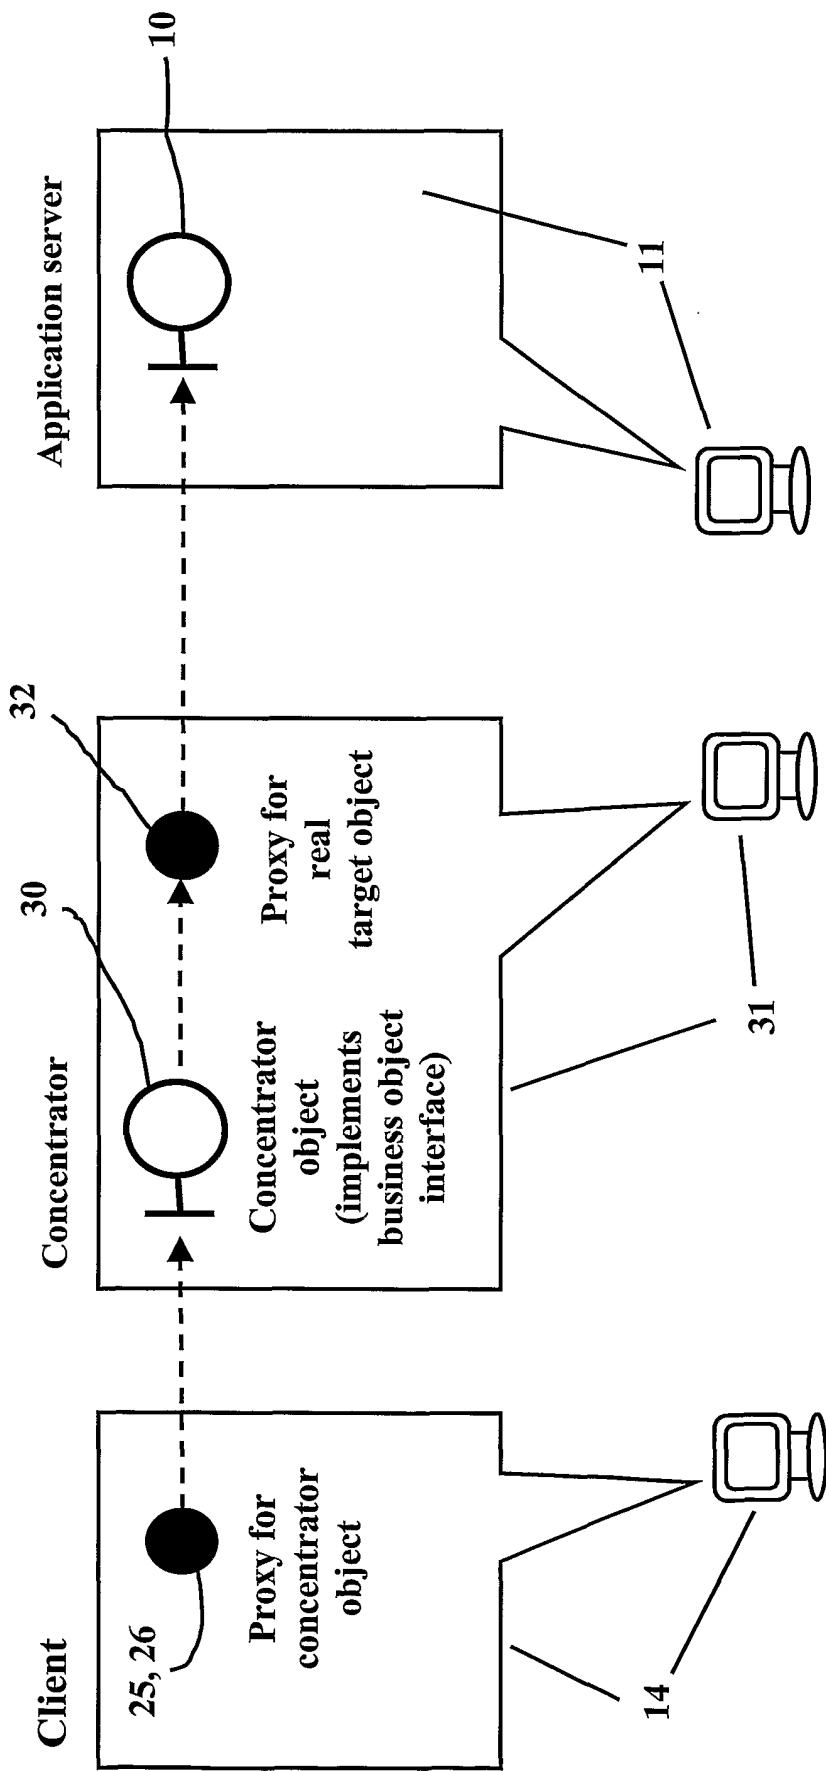 Client
25, 26
Proxy for
concentrator
object
14
Concentrator
30
32
Concentrator
object
(implements
business object
interface)
Proxy for
real
target object
31
Application server
10
11